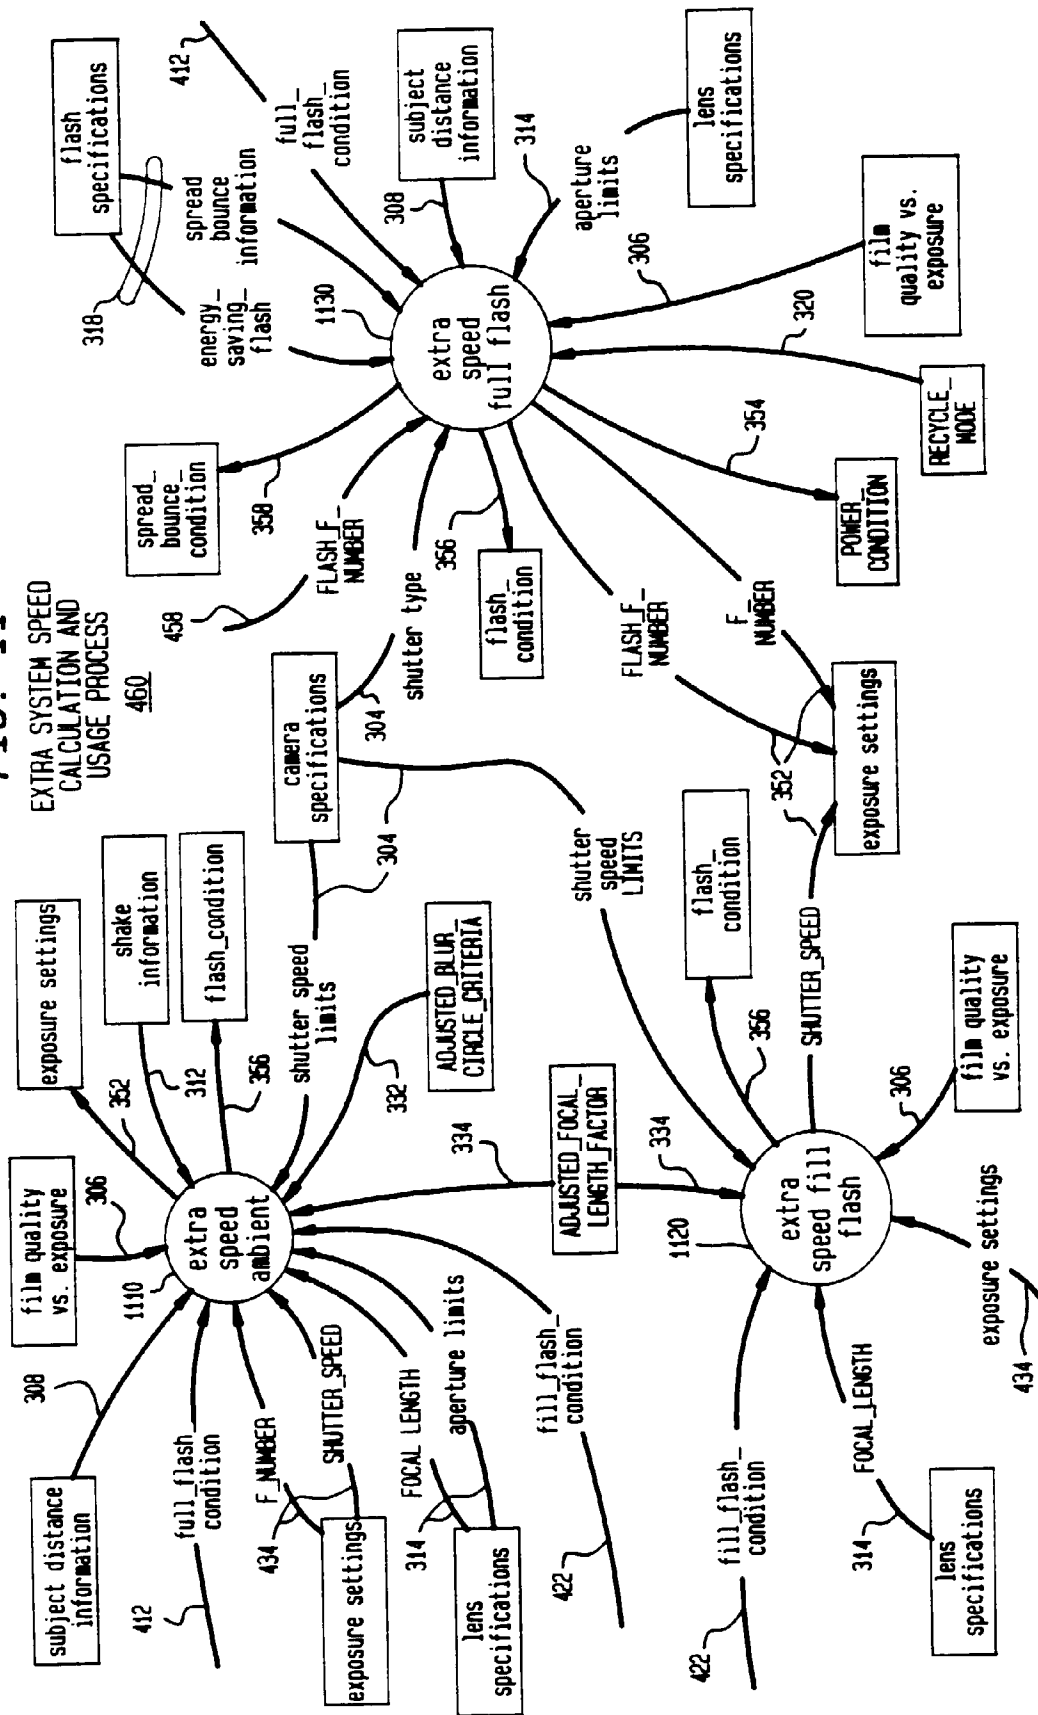 FIG. 11
EXTRA SYSTEM SPEED
CALCULATION AND
USAGE PROCESS
460
subject distance
information
308
film quality
vs. exposure
306
exposure settings
352
shake
information
312
flash_condition
356
412
full_flash_
condition
1110
extra
speed
ambient
434
F_NUMBER
SHUTTER_SPEED
exposure settings
314
FOCAL LENGTH
aperture limits
lens
specifications
422
fill_flash_
condition
shutter speed
limits
304
332
ADJUSTED_BLUR_
CIRCLE_CRITERIA
camera
specifications
304
shutter type
304
shutter
speed
LIMITS
334
ADJUSTED_FOCAL_
LENGTH_FACTOR
334
422
fill_flash_
condition
1120
extra
speed fill
flash
314
FOCAL_LENGTH
lens
specifications
434
exposure settings
306
film quality
vs. exposure
356
flash_
condition
SHUTTER_SPEED
352
exposure settings
458
FLASH_F_
NUMBER
spread_
bounce_
condition
350
318
energy_
saving_
flash
spread
bounce
information
flash
specifications
412
full_
flash_
condition
1130
extra
speed
full flash
308
subject
distance
information
314
aperture
limits
lens
specifications
306
film
quality vs.
exposure
320
RECYCLE_
MODE
354
POWER_
CONDITION
356
flash_
condition
FLASH_F_
NUMBER
F_
NUMBER
352